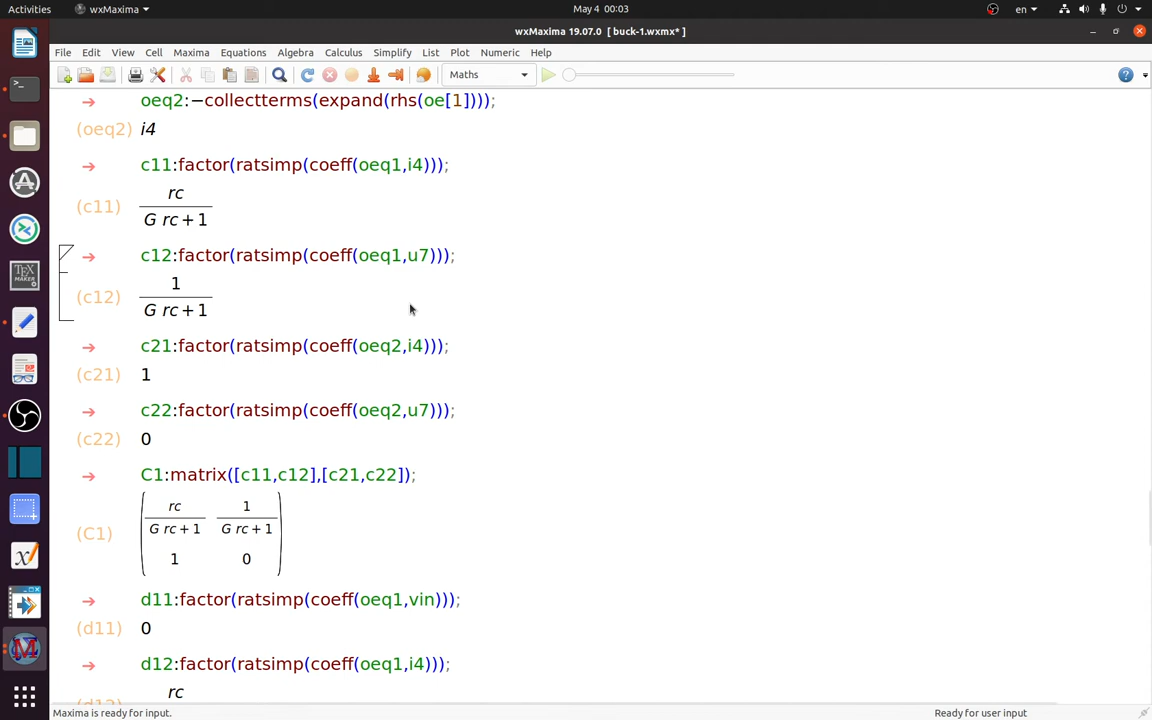 Activities wxMaxima May 4 00:03 en
wxMaxima 19.07.0 [ buck-1.wxmx* ]
File Edit View Cell Maxima Equations Algebra Calculus Simplify List Plot Numeric Help
Maths
oeq2:−collectterms(expand(rhs(oe[1])));
(oeq2) i4
c11:factor(ratsimp(coeff(oeq1,i4)));
(c11) rc
G rc+1
c12:factor(ratsimp(coeff(oeq1,u7)));
(c12) 1
G rc+1
c21:factor(ratsimp(coeff(oeq2,i4)));
(c21) 1
c22:factor(ratsimp(coeff(oeq2,u7)));
(c22) 0
C1:matrix([c11,c12],[c21,c22]);
rc 1
G rc+1 G rc+1
(C1)
1 0
d11:factor(ratsimp(coeff(oeq1,vin)));
(d11) 0
d12:factor(ratsimp(coeff(oeq1,i4)));
rc
(d12)
Maxima is ready for input. Ready for user input